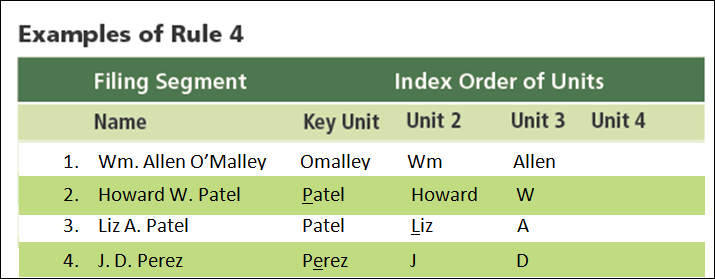 Examples of Rule 4
Filing Segment Index Order of Units
Name Key Unit Unit 2 Unit 3 Unit 4
1. Wm. Allen O’Malley Omalley Wm Allen
2. Howard W. Patel Patel Howard W
3. Liz A. Patel Patel Liz A
4. J. D. Perez Perez J D